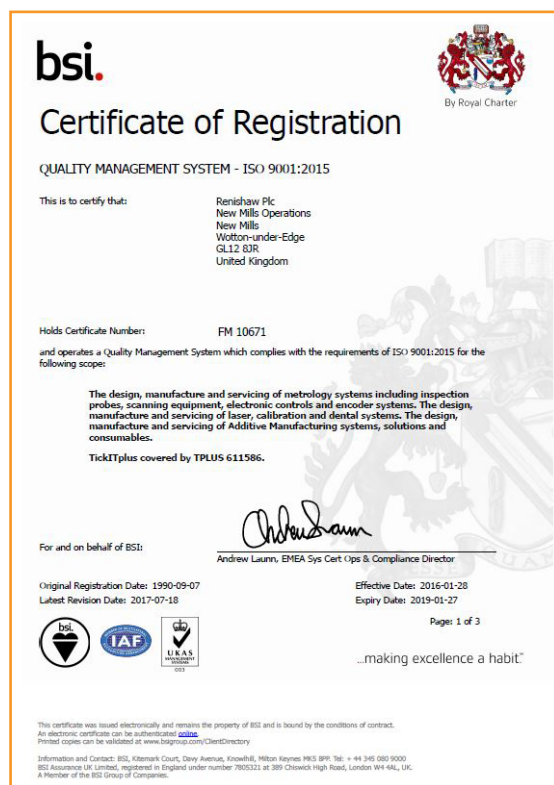 bsi.
By Royal Charter
Certificate of Registration
QUALITY MANAGEMENT SYSTEM - ISO 9001:2015
This is to certify that:
Renishaw Plc
New Mills Operations
New Mills
Wotton-under-Edge
GL12 8JR
United Kingdom
Holds Certificate Number:
FM 10671
and operates a Quality Management System which complies with the requirements of ISO 9001:2015 for the
following scope:
The design, manufacture and servicing of metrology systems including inspection
probes, scanning equipment, electronic controls and encoder systems. The design,
manufacture and servicing of laser, calibration and dental systems. The design,
manufacture and servicing of Additive Manufacturing systems, solutions and
consumables.
TickITplus covered by TPLUS 611586.
For and on behalf of BSI:
Andrew Launn, EMEA Sys Cert Ops & Compliance Director
Original Registration Date: 1990-09-07
Effective Date: 2016-01-28
Latest Revision Date: 2017-07-18
Expiry Date: 2019-01-27
Page: 1 of 3
bsi.
IAF
UKAS
MANAGEMENT
SYSTEMS
003
...making excellence a habit.™
This certificate was issued electronically and remains the property of BSI and is bound by the conditions of contract.
An electronic certificate can be authenticated online.
Printed copies can be validated at www.bsigroup.com/ClientDirectory
Information and Contact: BSI, Kitemark Court, Davy Avenue, Knowlhill, Milton Keynes MK5 8PP. Tel: + 44 345 080 9000
BSI Assurance UK Limited, registered in England under number 7805321 at 389 Chiswick High Road, London W4 4AL, UK.
A Member of the BSI Group of Companies.